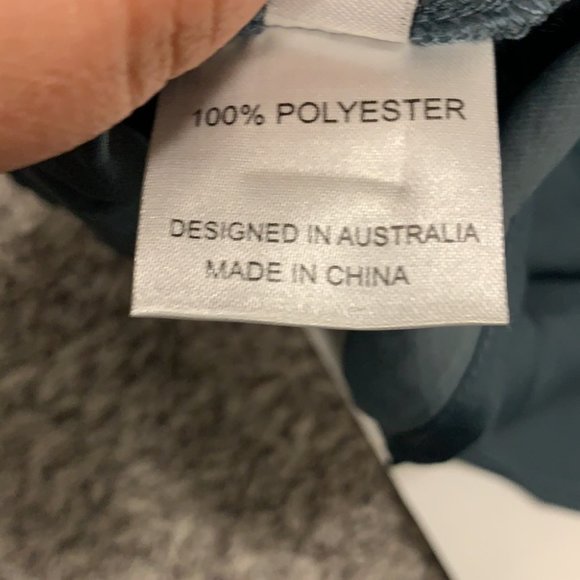 100% POLYESTER
DESIGNED IN AUSTRALIA
MADE IN CHINA